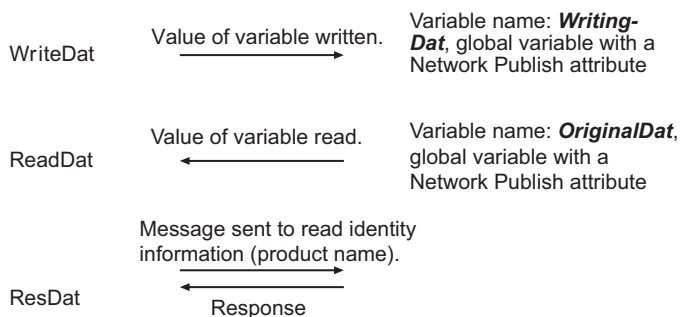 WriteDat
Value of variable written.
Variable name: Writing-
Dat, global variable with a
Network Publish attribute
ReadDat
Value of variable read.
Variable name: OriginalDat,
global variable with a
Network Publish attribute
Message sent to read identity
information (product name).
ResDat
Response